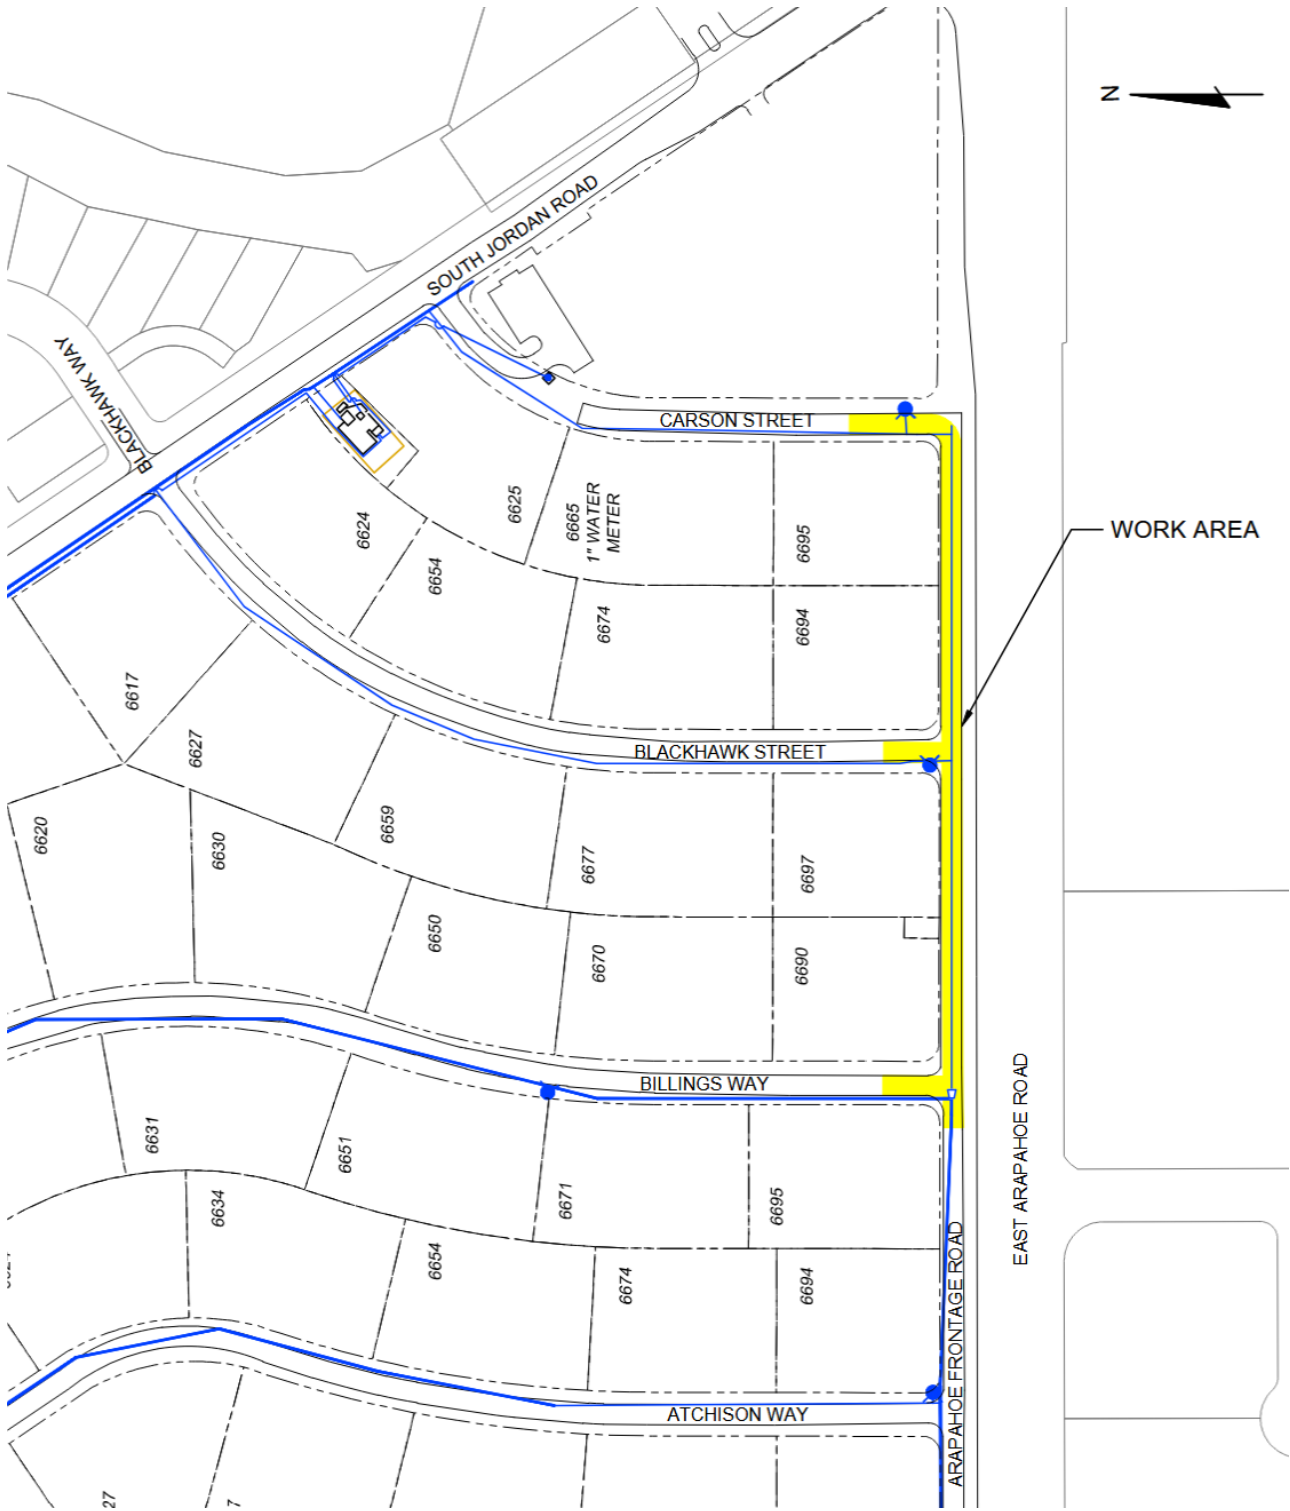 N
SOUTH JORDAN ROAD
BLACKHAWK WAY
CARSON STREET
WORK AREA
6624
6625
6665
1" WATER
METER
6695
6654
6674
6694
6617
6627
BLACKHAWK STREET
6620
6630
6659
6677
6697
6650
6670
6690
BILLINGS WAY
EAST ARAPAHOE ROAD
6631
6651
6671
6695
6634
6654
6674
6694
ARAPAHOE FRONTAGE ROAD
ATCHISON WAY
27
7